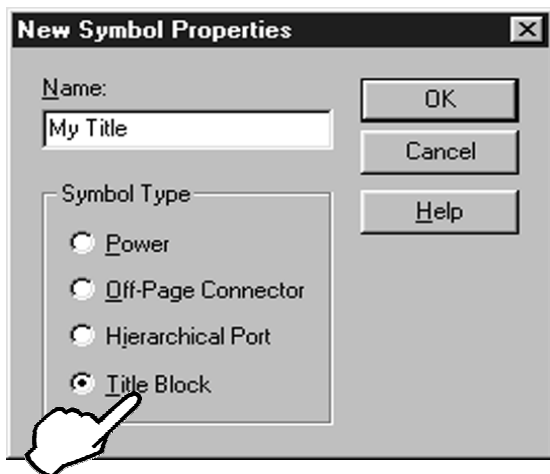 New Symbol Properties
Name:
My Title
OK
Cancel
Help
Symbol Type
Power
Off-Page Connector
Hierarchical Port
Title Block